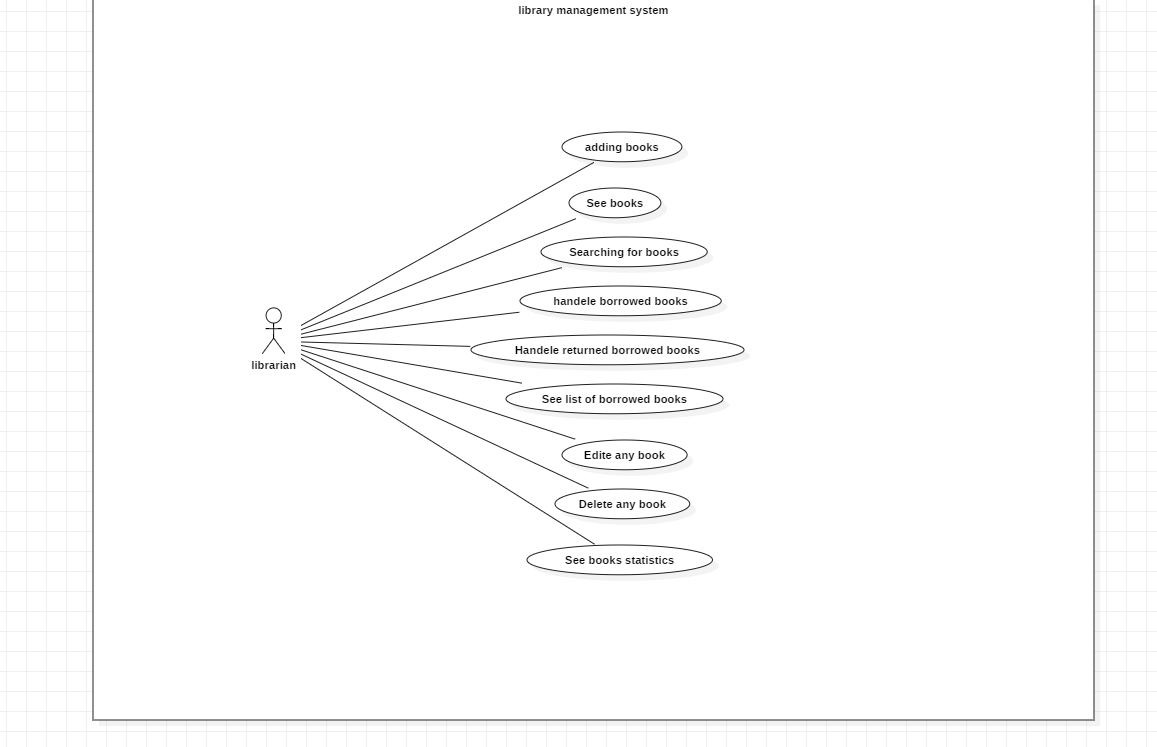 library management system
adding books
See books
Searching for books
handele borrowed books
Handele returned borrowed books
librarian
See list of borrowed books
Edite any book
Delete any book
See books statistics